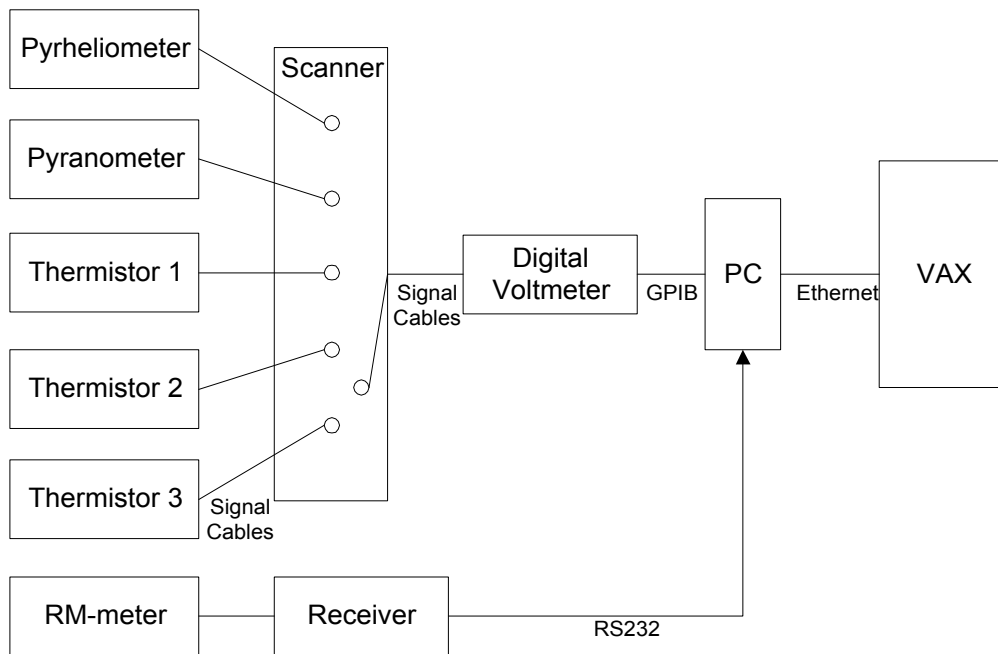 Pyrheliometer
Scanner
Pyranometer
Thermistor 1
Digital
Voltmeter
Signal
Cables
GPIB
PC
Ethernet
VAX
Thermistor 2
Thermistor 3
Signal
Cables
RM-meter
Receiver
RS232